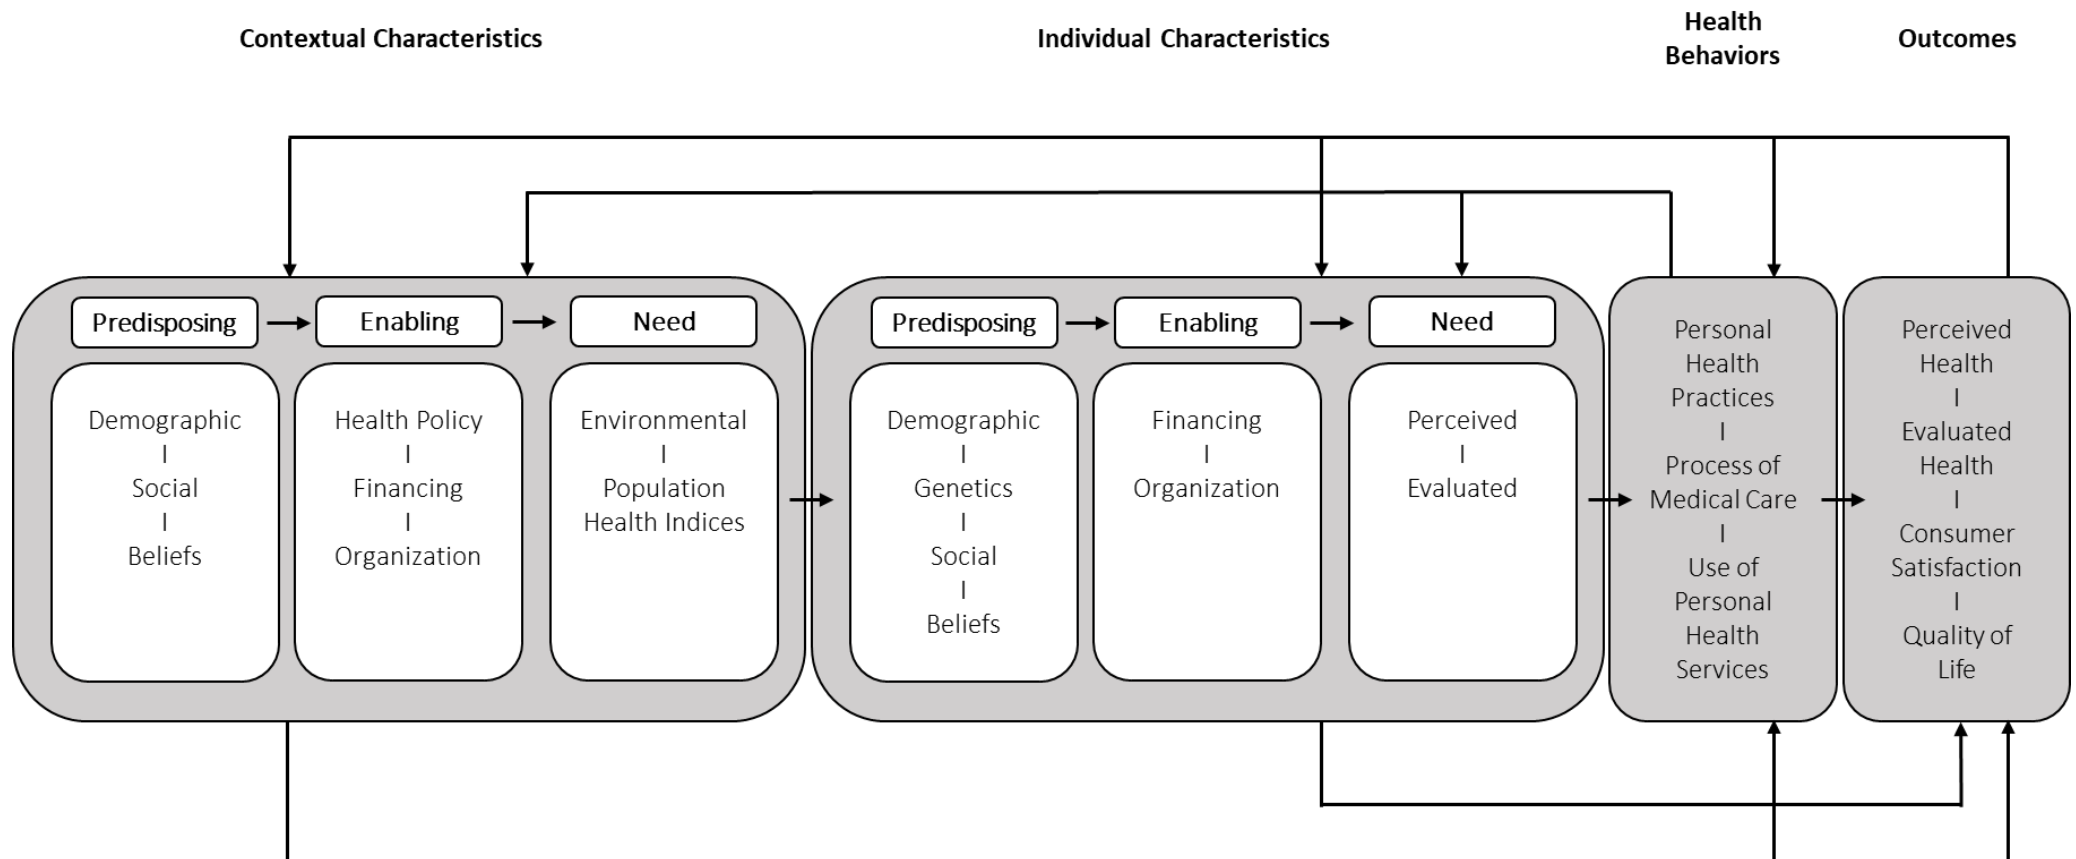 Contextual Characteristics
Individual Characteristics
Health
Behaviors
Outcomes
Predisposing
Enabling
Need
Demographic
I
Social
I
Beliefs
Health Policy
I
Financing
I
Organization
Environmental
I
Population
Health Indices
Predisposing
Enabling
Need
Demographic
I
Genetics
I
Social
I
Beliefs
Financing
I
Organization
Perceived
I
Evaluated
Personal
Health
Practices
I
Process of
Medical Care
I
Use of
Personal
Health
Services
Perceived
Health
I
Evaluated
Health
I
Consumer
Satisfaction
I
Quality of
Life